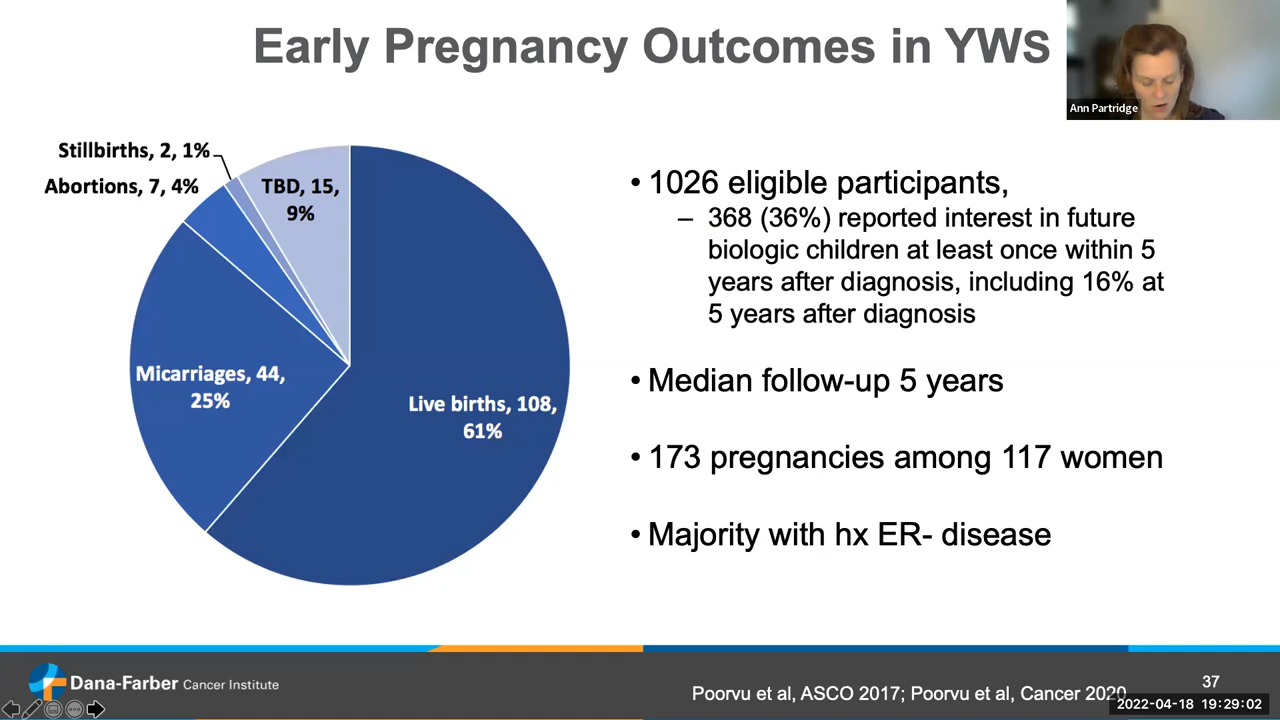 Early Pregnancy Outcomes in YWS
Ann Partridge
Stillbirths, 2, 1%
Abortions, 7, 4%
TBD, 15,
9%
Micarriages, 44,
25%
Live births, 108,
61%
• 1026 eligible participants,
– 368 (36%) reported interest in future
biologic children at least once within 5
years after diagnosis, including 16% at
5 years after diagnosis
• Median follow-up 5 years
• 173 pregnancies among 117 women
• Majority with hx ER- disease
Dana-Farber Cancer Institute
Poorvu et al, ASCO 2017; Poorvu et al, Cancer 2020
37
2022-04-18 19:29:02